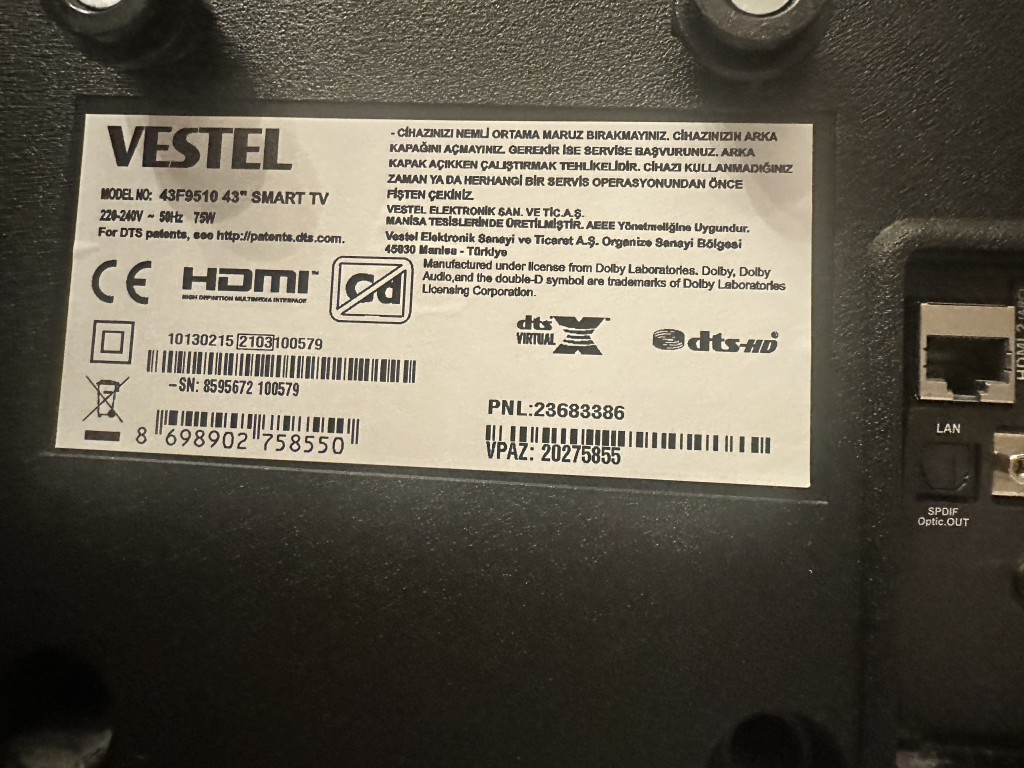 VESTEL
MODEL NO: 43F9510 43" SMART TV
220-240V ~ 50Hz 75W
For DTS patents, see http://patents.dts.com.
CE HDMI™
HIGH DEFINITION MULTIMEDIA INTERFACE
Cd
10130215 2103 100579
-SN: 8595672 100579
8 698902 758550
- CİHAZINIZI NEMLİ ORTAMA MARUZ BIRAKMAYINIZ. CİHAZINIZIN ARKA
KAPAĞINI AÇMAYINIZ. GEREKİR İSE SERVİSE BAŞVURUNUZ. ARKA
KAPAK AÇIKKEN ÇALIŞTIRMAK TEHLİKELİDİR. CİHAZI KULLANMADIĞINIZ
ZAMAN YA DA HERHANGİ BİR SERVİS OPERASYONUNDAN ÖNCE
FİŞTEN ÇEKİNİZ.
VESTEL ELEKTRONİK SAN. VE TİC.A.Ş.
MANİSA TESİSLERİNDE ÜRETİLMİŞTİR. AEEE Yönetmeliğine Uygundur.
Vestel Elektronik Sanayi ve Ticaret A.Ş. Organize Sanayi Bölgesi
45030 Manisa - Türkiye
Manufactured under license from Dolby Laboratories. Dolby, Dolby
Audio,and the double-D symbol are trademarks of Dolby Laboratories
Licensing Corporation.
dts X™
VIRTUAL
dts-HD
PNL:23683386
VPAZ: 20275855
LAN
SPDIF
Optic.OUT